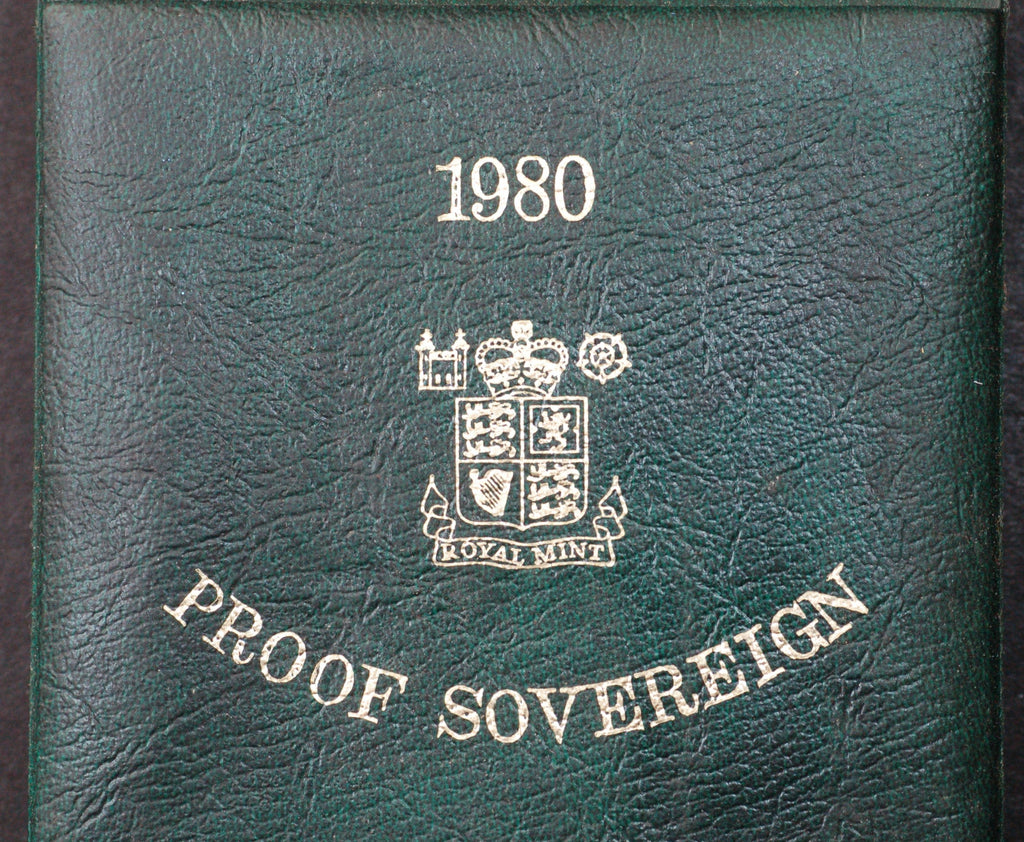 1980
ROYAL MINT
PROOF SOVEREIGN